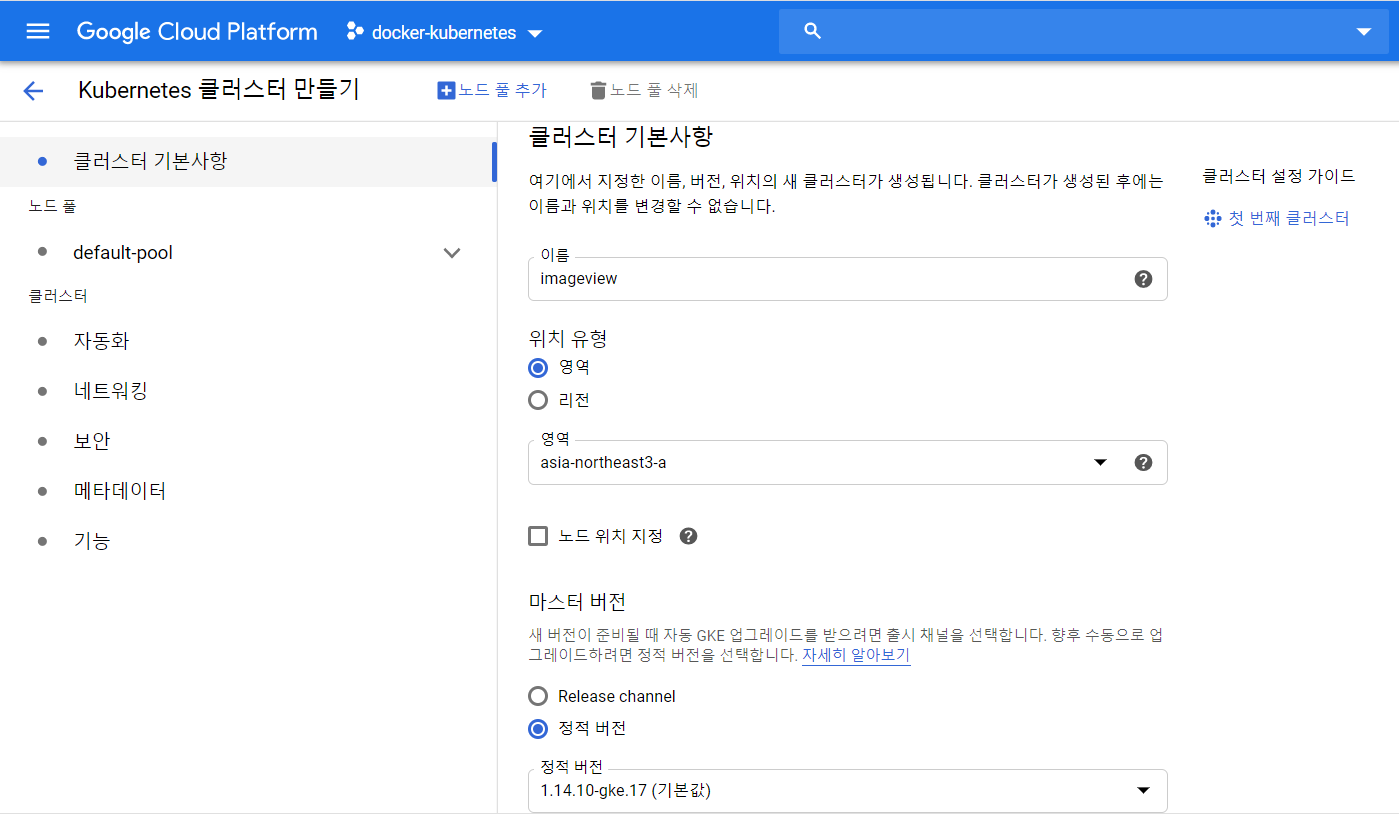 Google Cloud Platform
docker-kubernetes
Kubernetes 클러스터 만들기
노드 풀 추가
노드 풀 삭제
클러스터 기본사항
노드 풀
default-pool
클러스터
자동화
네트워킹
보안
메타데이터
기능
클러스터 기본사항
여기에서 지정한 이름, 버전, 위치의 새 클러스터가 생성됩니다. 클러스터가 생성된 후에는
이름과 위치를 변경할 수 없습니다.
이름
imageview
위치 유형
영역
리전
영역
asia-northeast3-a
노드 위치 지정
마스터 버전
새 버전이 준비될 때 자동 GKE 업그레이드를 받으려면 출시 채널을 선택합니다. 향후 수동으로 업
그레이드하려면 정적 버전을 선택합니다. 자세히 알아보기
Release channel
정적 버전
정적 버전
1.14.10-gke.17 (기본값)
클러스터 설정 가이드
첫 번째 클러스터